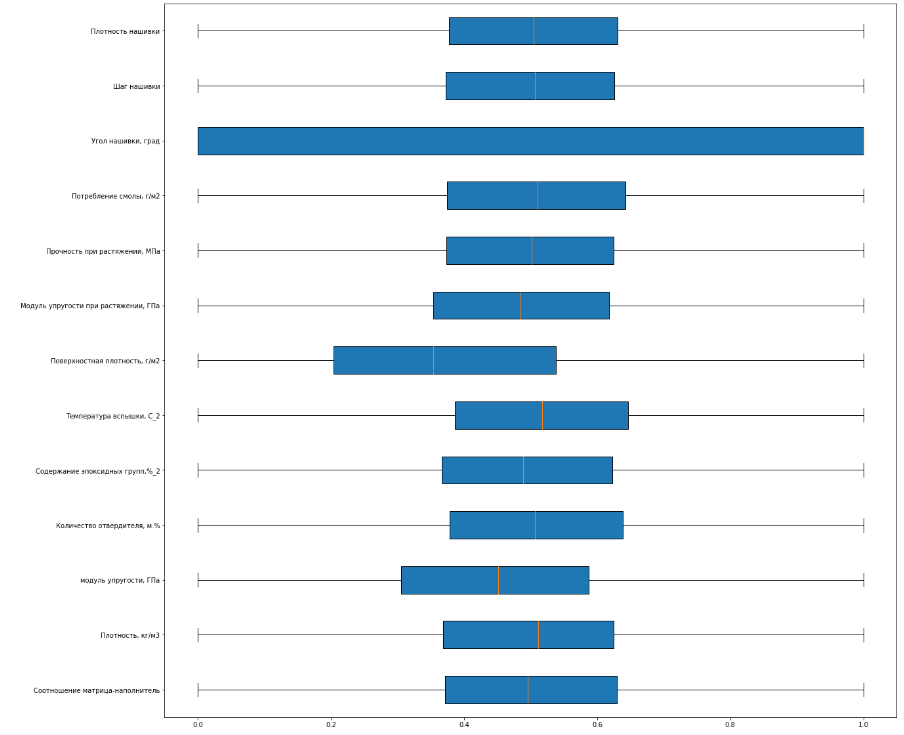 Плотность нашивки
Шаг нашивки
Угол нашивки, град
Потребление смолы, г/м2
Прочность при растяжении, МПа
Модуль упругости при растяжении, ГПа
Поверхностная плотность, г/м2
Температура вспышки, С_2
Содержание эпоксидных групп,%_2
Количество отвердителя, м.%
модуль упругости, ГПа
Плотность, кг/м3
Соотношение матрица-наполнитель
0.0 0.2 0.4 0.6 0.8 1.0